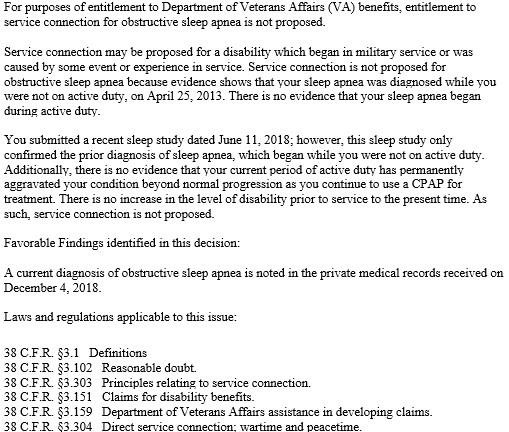 For purposes of entitlement to Department of Veterans Affairs (VA) benefits, entitlement to
service connection for obstructive sleep apnea is not proposed.
Service connection may be proposed for a disability which began in military service or was
caused by some event or experience in service. Service connection is not proposed for
obstructive sleep apnea because evidence shows that your sleep apnea was diagnosed while you
were not on active duty, on April 25, 2013. There is no evidence that your sleep apnea began
during active duty.
You submitted a recent sleep study dated June 11, 2018; however, this sleep study only
confirmed the prior diagnosis of sleep apnea, which began while you were not on active duty.
Additionally, there is no evidence that your current period of active duty has permanently
aggravated your condition beyond normal progression as you continue to use a CPAP for
treatment. There is no increase in the level of disability prior to service to the present time. As
such, service connection is not proposed.
Favorable Findings identified in this decision:
A current diagnosis of obstructive sleep apnea is noted in the private medical records received on
December 4, 2018.
Laws and regulations applicable to this issue:
38 C.F.R. §3.1 Definitions
38 C.F.R. §3.102 Reasonable doubt.
38 C.F.R. §3.303 Principles relating to service connection.
38 C.F.R. §3.151 Claims for disability benefits.
38 C.F.R. §3.159 Department of Veterans Affairs assistance in developing claims.
38 C.F.R. §3.304 Direct service connection; wartime and peacetime.